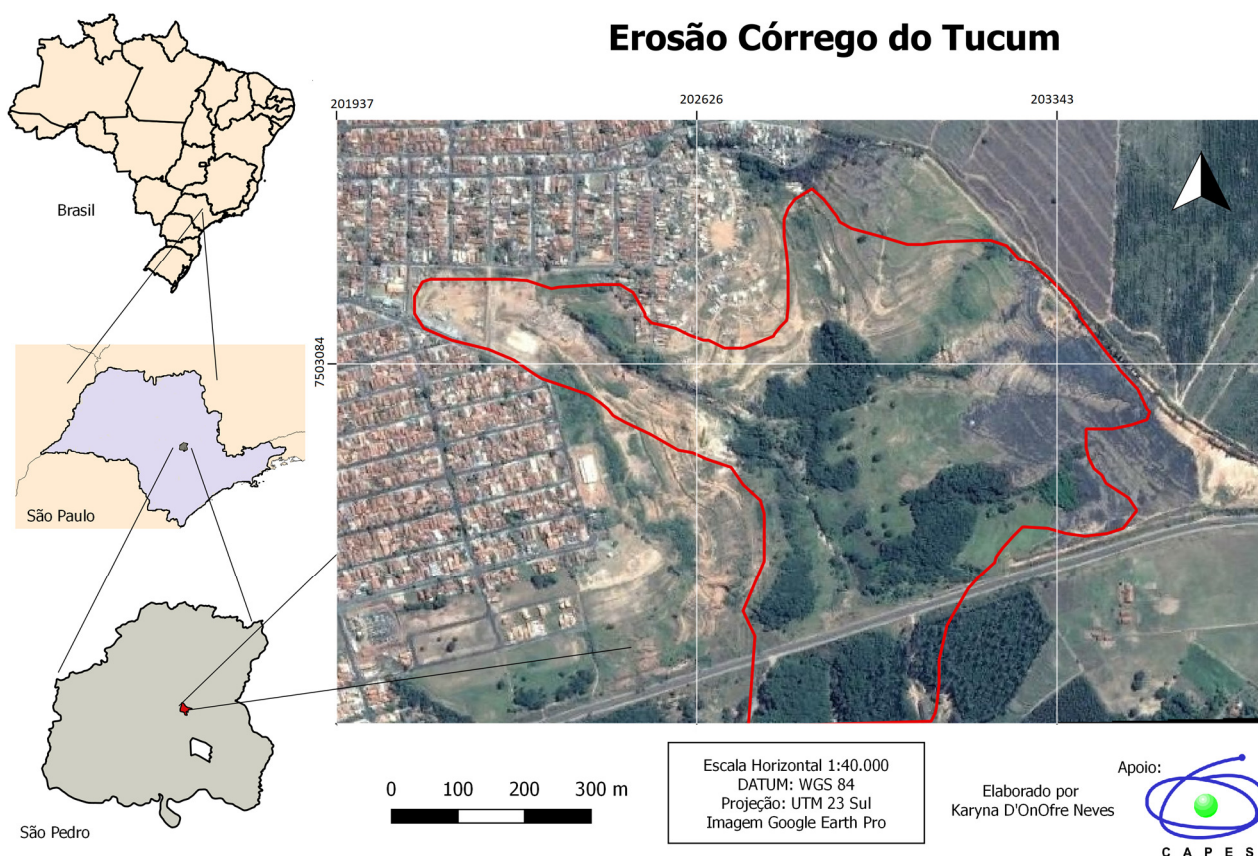 Erosão Córrego do Tucum
201937
202626
203343
7503084
Brasil
São Paulo
São Pedro
0 100 200 300 m
Escala Horizontal 1:40.000
DATUM: WGS 84
Projeção: UTM 23 Sul
Imagem Google Earth Pro
Elaborado por
Karyna D'OnOfre Neves
Apoio:
C A P E S